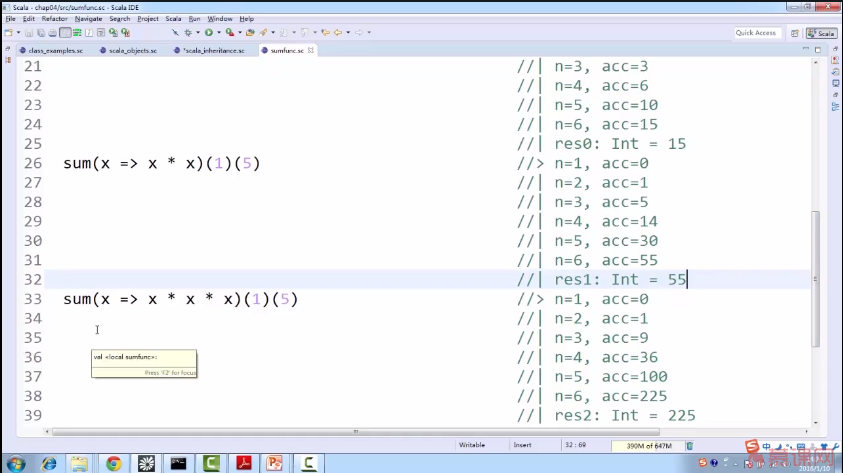 Scala - chap04/src/sumfunc.sc - Scala IDE
File Edit Refactor Navigate Search Project Scala Run Window Help
Quick Access
Scala
class_examples.sc scala_objects.sc *scala_inheritance.sc sumfunc.sc
21 //| n=3, acc=3
22 //| n=4, acc=6
23 //| n=5, acc=10
24 //| n=6, acc=15
25 //| res0: Int = 15
26 sum(x => x * x)(1)(5) //> n=1, acc=0
27 //| n=2, acc=1
28 //| n=3, acc=5
29 //| n=4, acc=14
30 //| n=5, acc=30
31 //| n=6, acc=55
32 //| res1: Int = 55
33 sum(x => x * x * x)(1)(5) //> n=1, acc=0
34 //| n=2, acc=1
35 //| n=3, acc=9
36 //| n=4, acc=36
37 //| n=5, acc=100
38 //| n=6, acc=225
39 //| res2: Int = 225
val <local sumfunc>:
Press 'F2' for focus
Writable Insert 32 : 69 390M of 647M
慕课网
2016/1/10